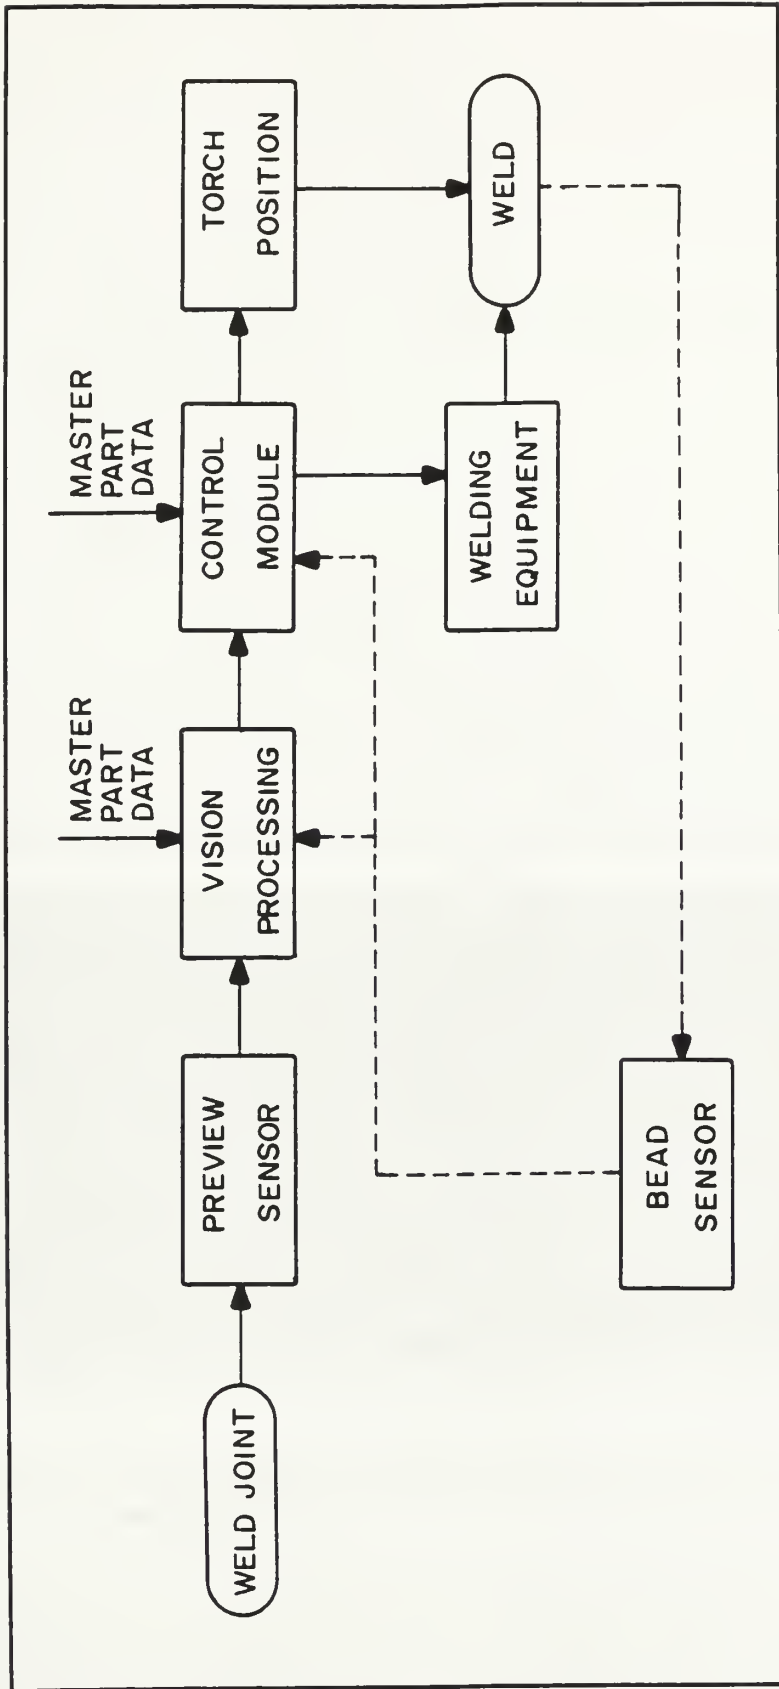 MASTER
PART
DATA
MASTER
PART
DATA
WELD JOINT
PREVIEW
SENSOR
VISION
PROCESSING
CONTROL
MODULE
TORCH
POSITION
WELDING
EQUIPMENT
WELD
BEAD
SENSOR